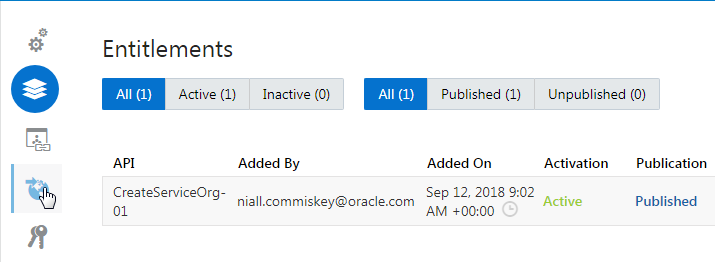 Entitlements
All (1) Active (1) Inactive (0) All (1) Published (1) Unpublished (0)
API Added By Added On Activation Publication
CreateServiceOrg-
01
niall.commiskey@oracle.com
Sep 12, 2018 9:02
AM +00:00
Active
Published